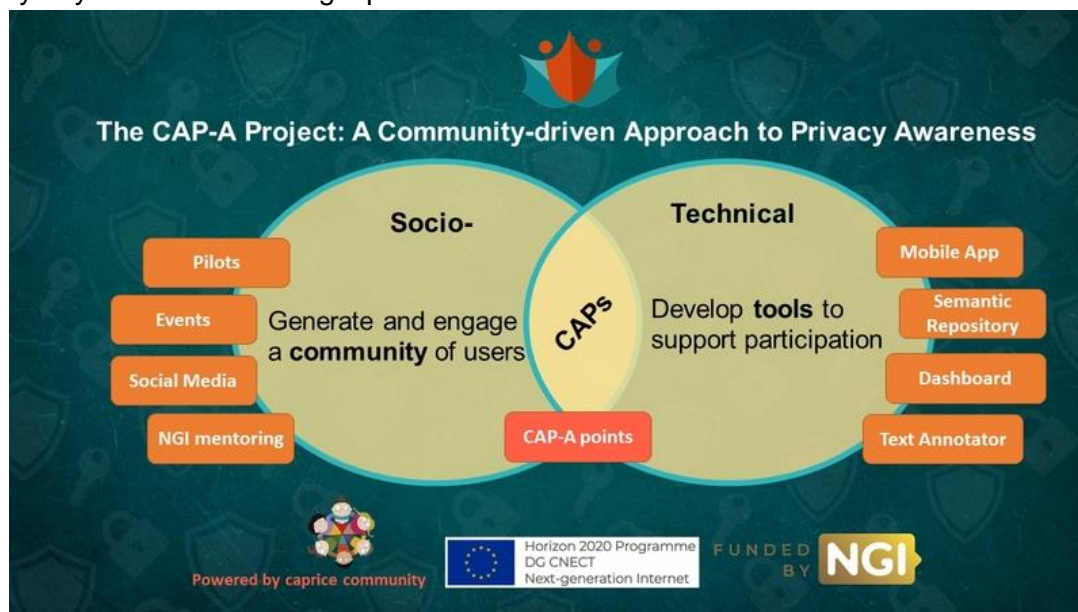 The CAP-A Project: A Community-driven Approach to Privacy Awareness
Socio-
Technical
Pilots
Events
Social Media
NGI mentoring
Generate and engage
a community of users
CAPs
Develop tools to
support participation
CAP-A points
Mobile App
Semantic
Repository
Dashboard
Text Annotator
Powered by caprice community
Horizon 2020 Programme
DG CNECT
Next-generation Internet
FUNDED
BY
NGI